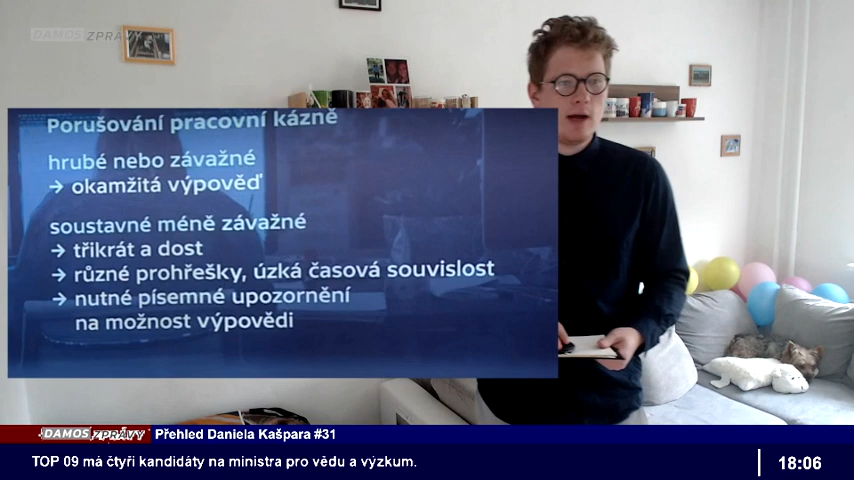 DAMOS ZPRÁVY
Porušování pracovní kázně
hrubé nebo závažné
→ okamžitá výpověď
soustavné méně závažné
→ třikrát a dost
→ různé prohřešky, úzká časová souvislost
→ nutné písemné upozornění
na možnost výpovědi
DAMOS ZPRÁVY Přehled Daniela Kašpara #31
TOP 09 má čtyři kandidáty na ministra pro vědu a výzkum. 18:06